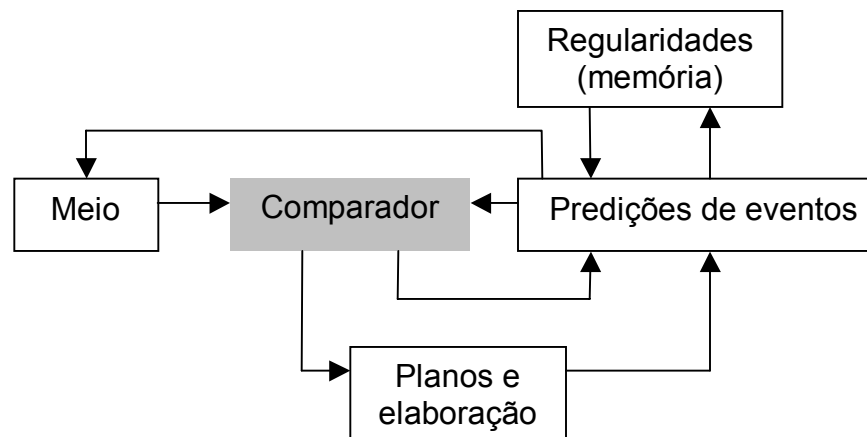 Regularidades
(memória)
Meio
Comparador
Predições de eventos
Planos e
elaboração